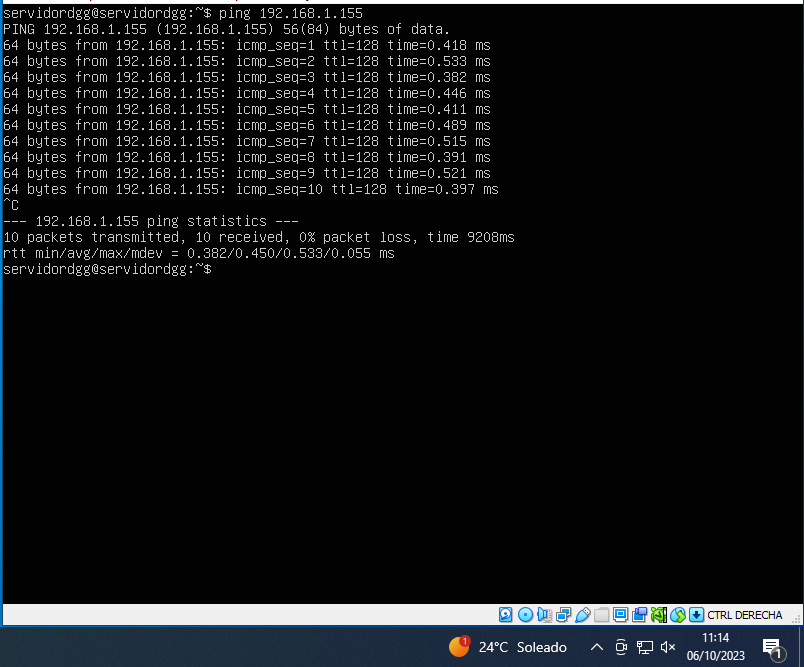 servidordgg@servidordgg:~$ ping 192.168.1.155
PING 192.168.1.155 (192.168.1.155) 56(84) bytes of data.
64 bytes from 192.168.1.155: icmp_seq=1 ttl=128 time=0.418 ms
64 bytes from 192.168.1.155: icmp_seq=2 ttl=128 time=0.533 ms
64 bytes from 192.168.1.155: icmp_seq=3 ttl=128 time=0.382 ms
64 bytes from 192.168.1.155: icmp_seq=4 ttl=128 time=0.446 ms
64 bytes from 192.168.1.155: icmp_seq=5 ttl=128 time=0.411 ms
64 bytes from 192.168.1.155: icmp_seq=6 ttl=128 time=0.489 ms
64 bytes from 192.168.1.155: icmp_seq=7 ttl=128 time=0.515 ms
64 bytes from 192.168.1.155: icmp_seq=8 ttl=128 time=0.391 ms
64 bytes from 192.168.1.155: icmp_seq=9 ttl=128 time=0.521 ms
64 bytes from 192.168.1.155: icmp_seq=10 ttl=128 time=0.397 ms
^C
--- 192.168.1.155 ping statistics ---
10 packets transmitted, 10 received, 0% packet loss, time 9208ms
rtt min/avg/max/mdev = 0.382/0.450/0.533/0.055 ms
servidordgg@servidordgg:~$
CTRL DERECHA
1
24°C Soleado
11:14
06/10/2023
1